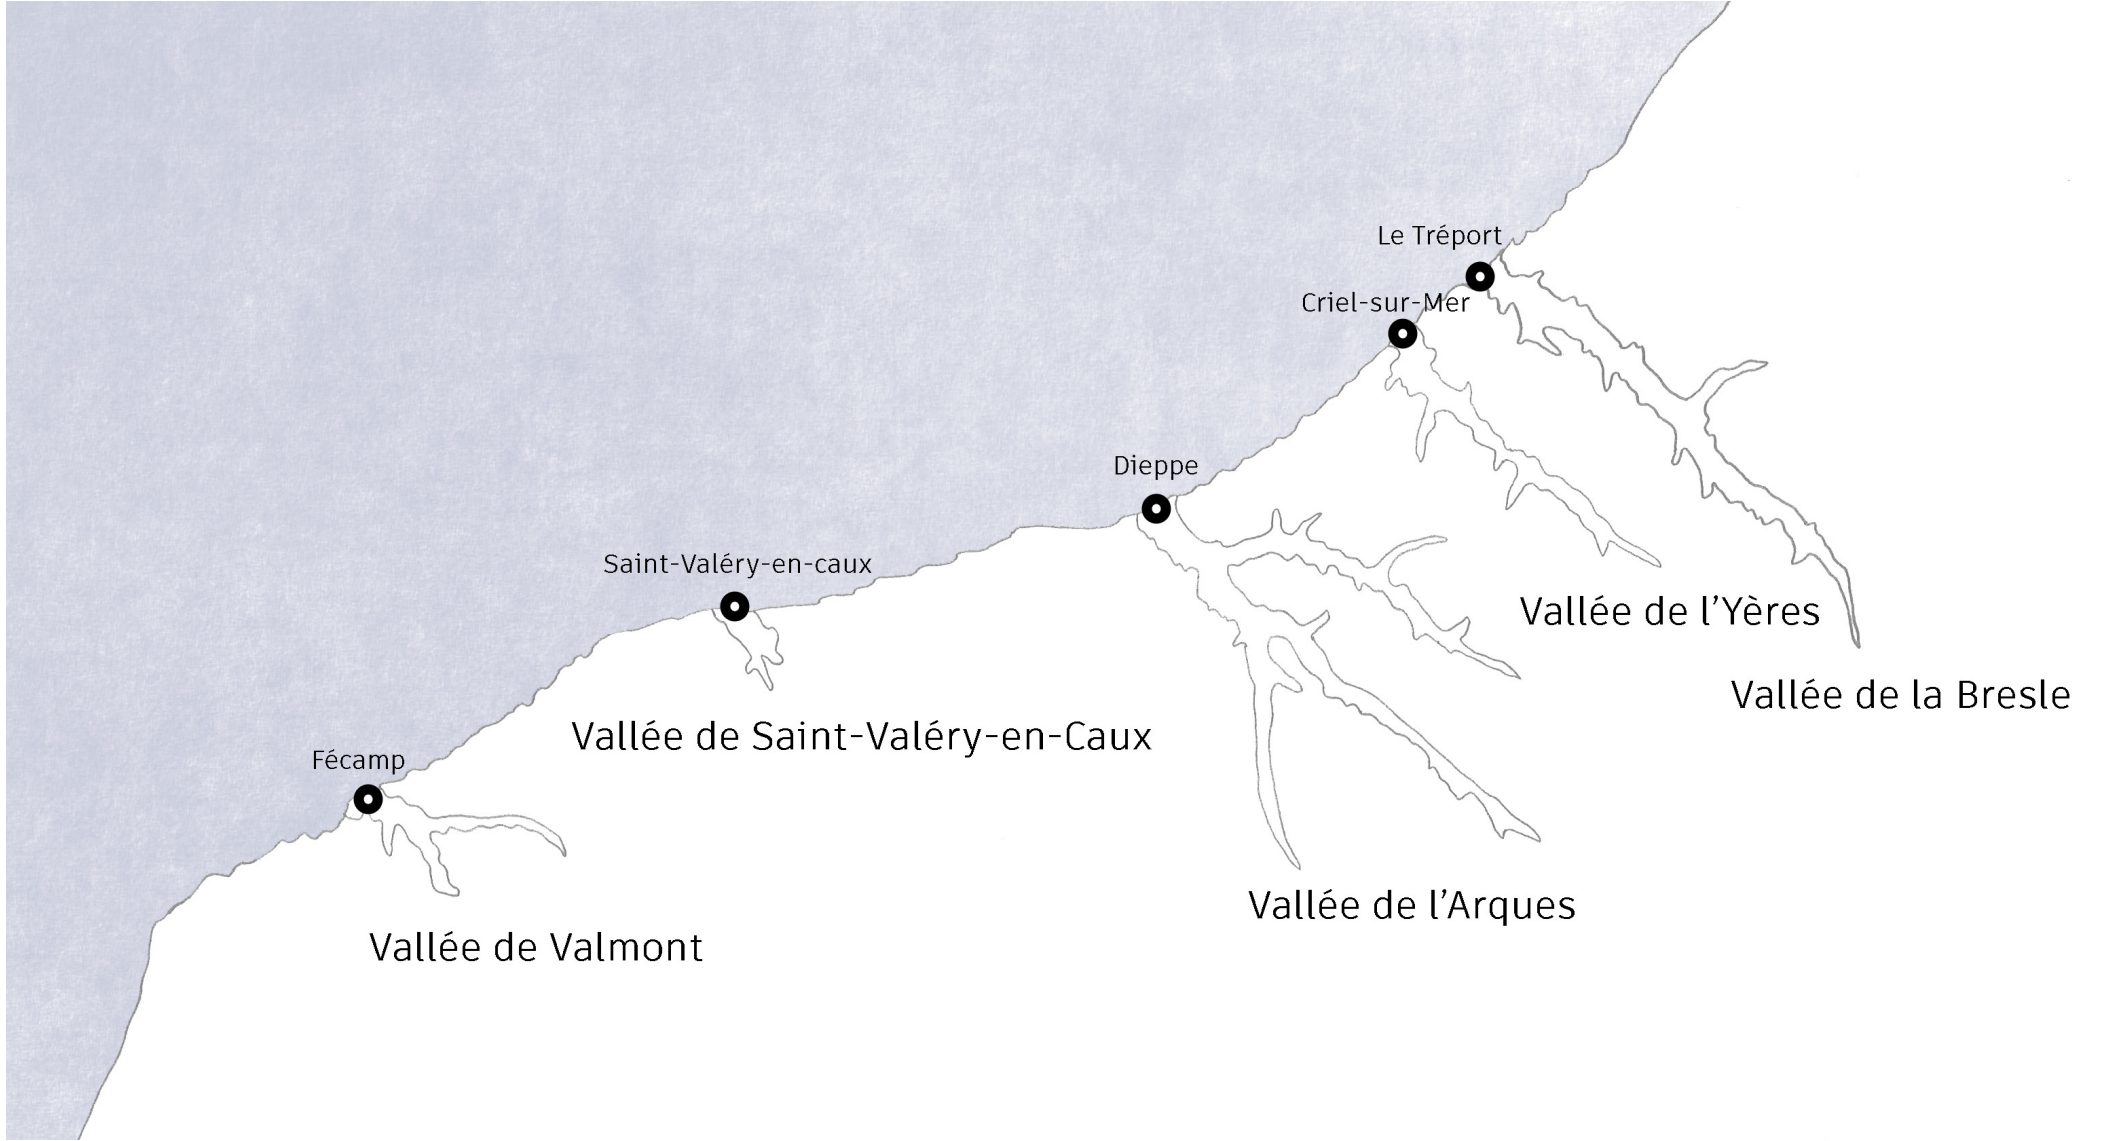 Le Tréport
Criel-sur-Mer
Dieppe
Saint-Valéry-en-caux
Vallée de l'Yères
Vallée de la Bresle
Vallée de Saint-Valéry-en-Caux
Fécamp
Vallée de l'Arques
Vallée de Valmont